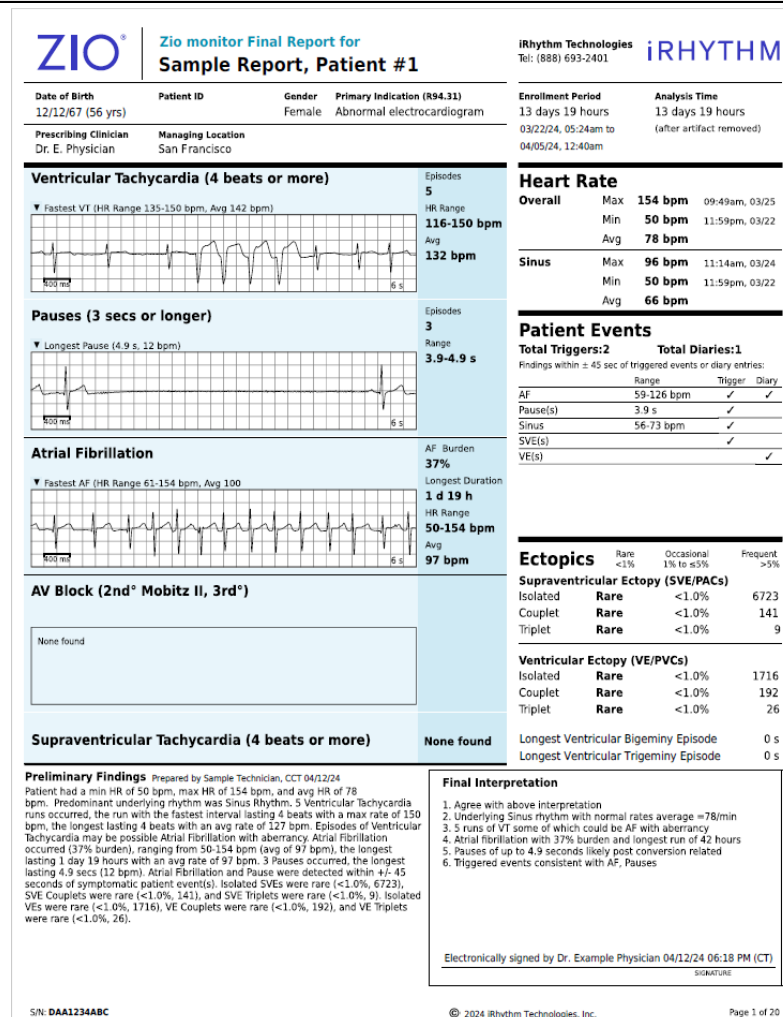 ZIO®
Zio monitor Final Report for
Sample Report, Patient #1
iRhythm Technologies
Tel: (888) 693-2401
iRHYTHM
Date of Birth
12/12/67 (56 yrs)
Patient ID
Gender
Female
Primary Indication (R94.31)
Abnormal electrocardiogram
Prescribing Clinician
Dr. E. Physician
Managing Location
San Francisco
Enrollment Period
13 days 19 hours
03/22/24, 05:24am to
04/05/24, 12:40am
Analysis Time
13 days 19 hours
(after artifact removed)
Ventricular Tachycardia (4 beats or more)
▼ Fastest VT (HR Range 135-150 bpm, Avg 142 bpm)
400 ms
6 s
Episodes
5
HR Range
116-150 bpm
Avg
132 bpm
Pauses (3 secs or longer)
▼ Longest Pause (4.9 s, 12 bpm)
400 ms
6 s
Episodes
3
Range
3.9-4.9 s
Atrial Fibrillation
▼ Fastest AF (HR Range 61-154 bpm, Avg 100
400 ms
6 s
AF Burden
37%
Longest Duration
1 d 19 h
HR Range
50-154 bpm
Avg
97 bpm
AV Block (2nd° Mobitz II, 3rd°)
None found
Supraventricular Tachycardia (4 beats or more) None found
Heart Rate
Overall Max 154 bpm 09:49am, 03/25
Min 50 bpm 11:59pm, 03/22
Avg 78 bpm
Sinus Max 96 bpm 11:14am, 03/24
Min 50 bpm 11:59pm, 03/22
Avg 66 bpm
Patient Events
Total Triggers:2 Total Diaries:1
Findings within ± 45 sec of triggered events or diary entries:
Range Trigger Diary
AF 59-126 bpm ✓ ✓
Pause(s) 3.9 s ✓
Sinus 56-73 bpm ✓
SVE(s) ✓
VE(s) ✓
Ectopics Rare <1% Occasional 1% to ≤5% Frequent >5%
Supraventricular Ectopy (SVE/PACs)
Isolated Rare <1.0% 6723
Couplet Rare <1.0% 141
Triplet Rare <1.0% 9
Ventricular Ectopy (VE/PVCs)
Isolated Rare <1.0% 1716
Couplet Rare <1.0% 192
Triplet Rare <1.0% 26
Longest Ventricular Bigeminy Episode 0 s
Longest Ventricular Trigeminy Episode 0 s
Preliminary Findings Prepared by Sample Technician, CCT 04/12/24
Patient had a min HR of 50 bpm, max HR of 154 bpm, and avg HR of 78
bpm. Predominant underlying rhythm was Sinus Rhythm. 5 Ventricular Tachycardia
runs occurred, the run with the fastest interval lasting 4 beats with a max rate of 150
bpm, the longest lasting 4 beats with an avg rate of 127 bpm. Episodes of Ventricular
Tachycardia may be possible Atrial Fibrillation with aberrancy. Atrial Fibrillation
occurred (37% burden), ranging from 50-154 bpm (avg of 97 bpm), the longest
lasting 1 day 19 hours with an avg rate of 97 bpm. 3 Pauses occurred, the longest
lasting 4.9 secs (12 bpm). Atrial Fibrillation and Pause were detected within +/- 45
seconds of symptomatic patient event(s). Isolated SVEs were rare (<1.0%, 6723),
SVE Couplets were rare (<1.0%, 141), and SVE Triplets were rare (<1.0%, 9). Isolated
VEs were rare (<1.0%, 1716), VE Couplets were rare (<1.0%, 192), and VE Triplets
were rare (<1.0%, 26).
Final Interpretation
1. Agree with above interpretation
2. Underlying Sinus rhythm with normal rates average =78/min
3. 5 runs of VT some of which could be AF with aberrancy
4. Atrial fibrillation with 37% burden and longest run of 42 hours
5. Pauses of up to 4.9 seconds likely post conversion related
6. Triggered events consistent with AF, Pauses
Electronically signed by Dr. Example Physician 04/12/24 06:18 PM (CT)
SIGNATURE
S/N: DAA1234ABC
© 2024 iRhythm Technologies, Inc.
Page 1 of 20